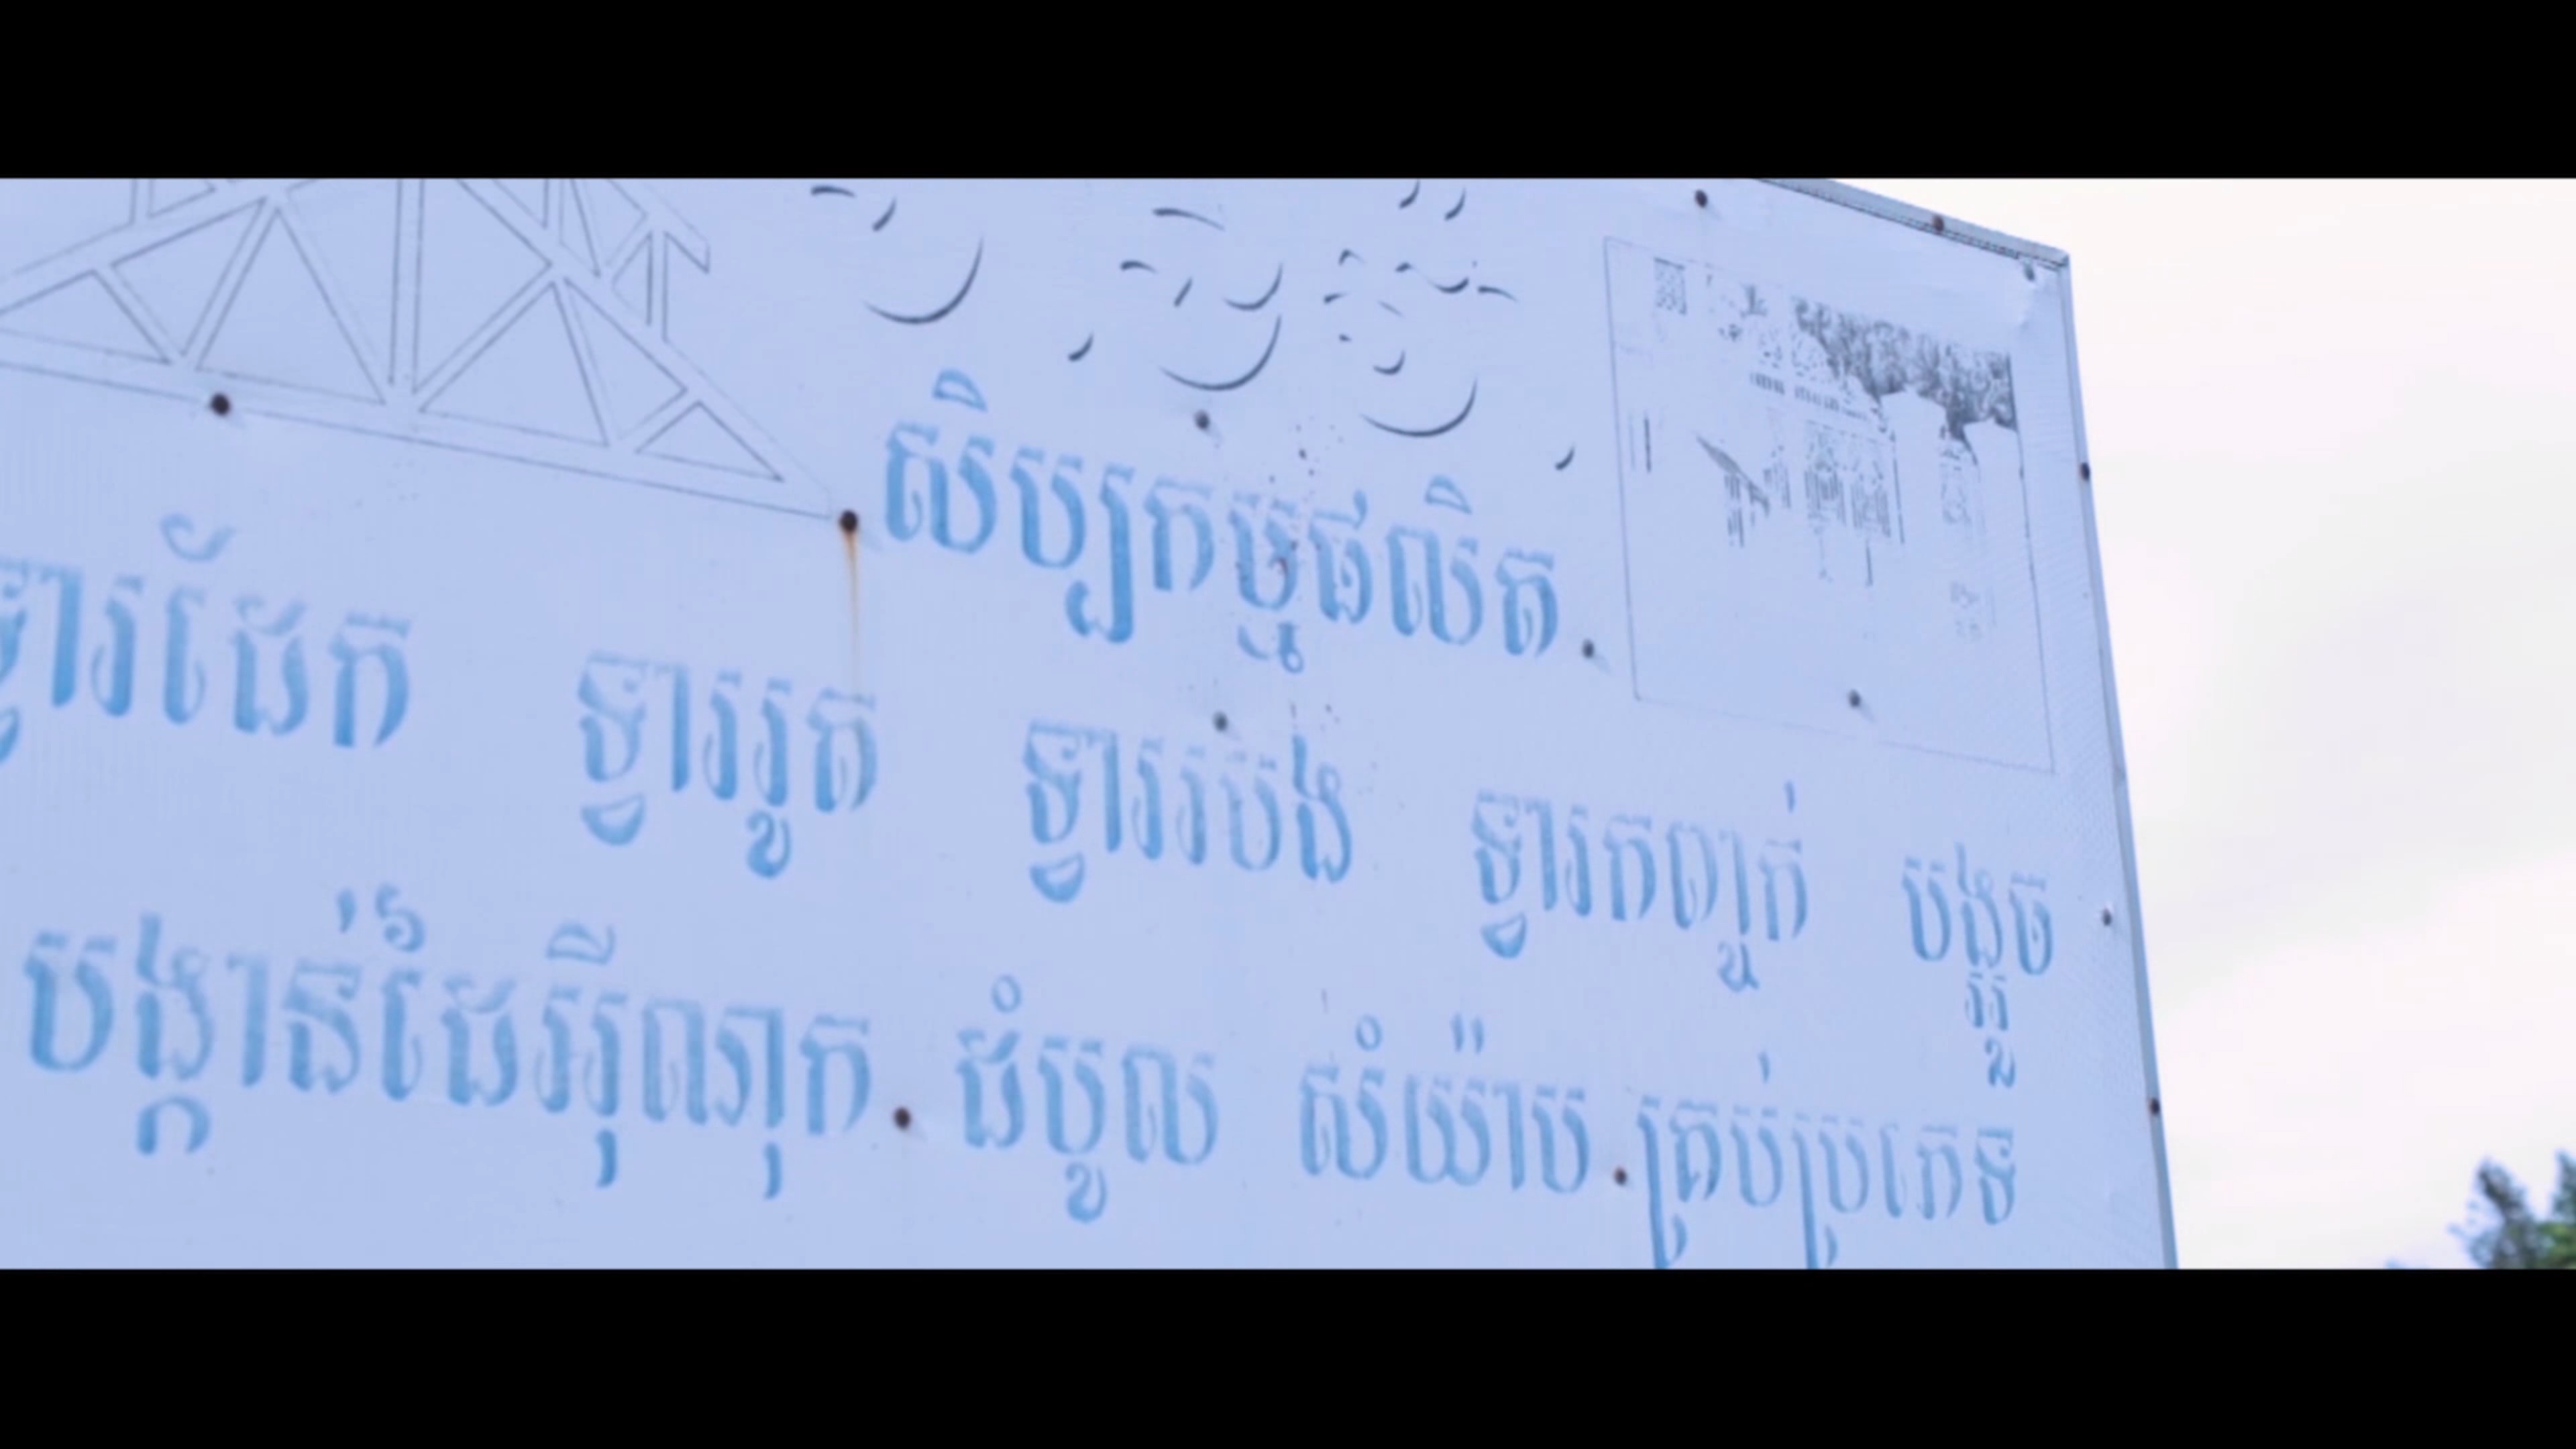 សិប្បកម្មផលិត
ទ្វារដែក ទ្វាររូត ទ្វាររបង ទ្វារកញ្ចក់ បង្អួច
បង្កាន់ដៃអ៊ីណុក ដំបូល សំយ៉ាប គ្រប់ប្រភេទ